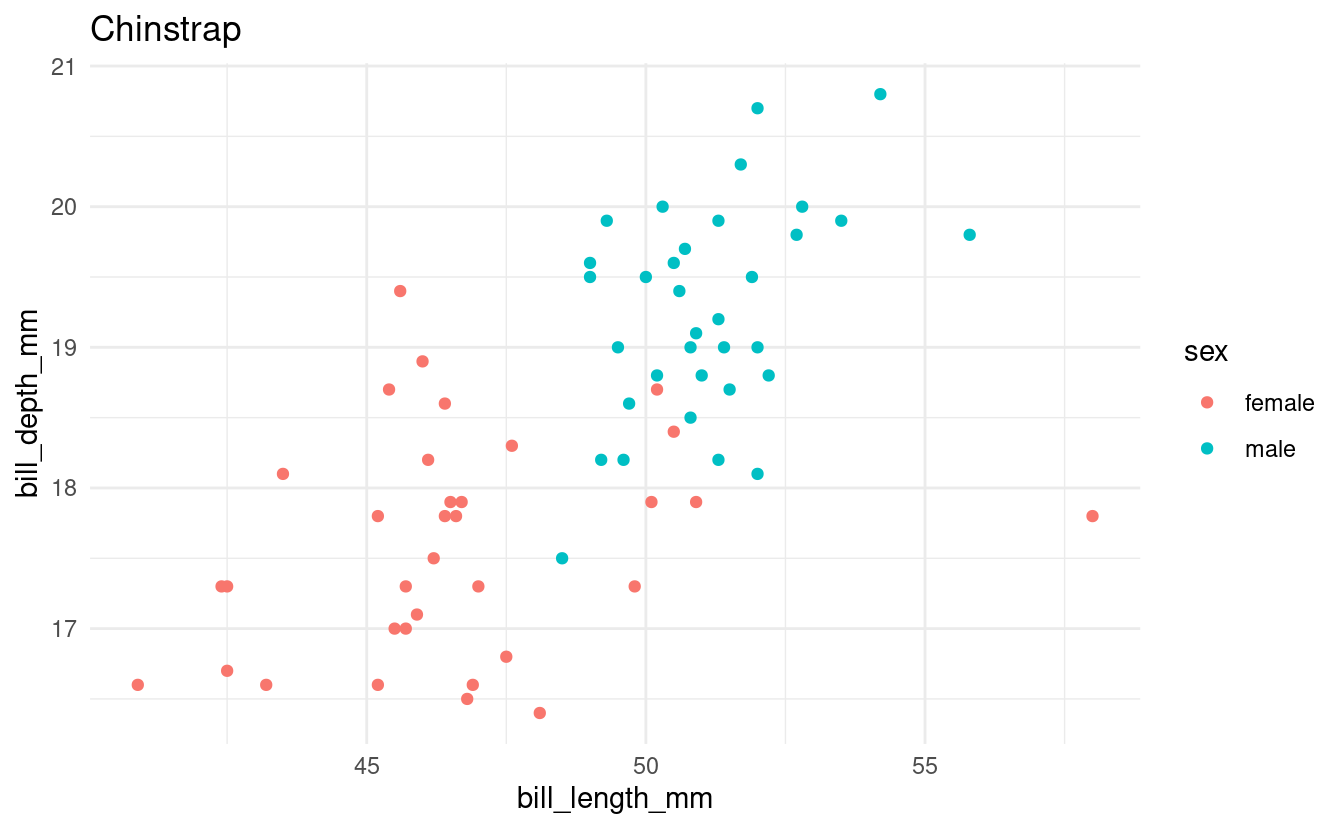 Chinstrap
21
20
19
18
17
bill_depth_mm
45 50 55
bill_length_mm
sex
female
male